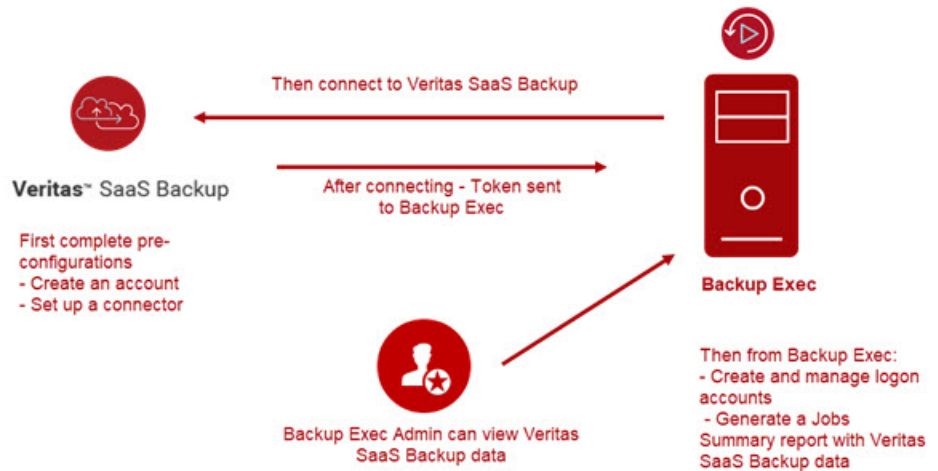 Then connect to Veritas SaaS Backup
Veritas™ SaaS Backup
After connecting - Token sent
to Backup Exec
First complete pre-
configurations
- Create an account
- Set up a connector
Backup Exec
Backup Exec Admin can view Veritas
SaaS Backup data
Then from Backup Exec:
- Create and manage logon
accounts
- Generate a Jobs
Summary report with Veritas
SaaS Backup data